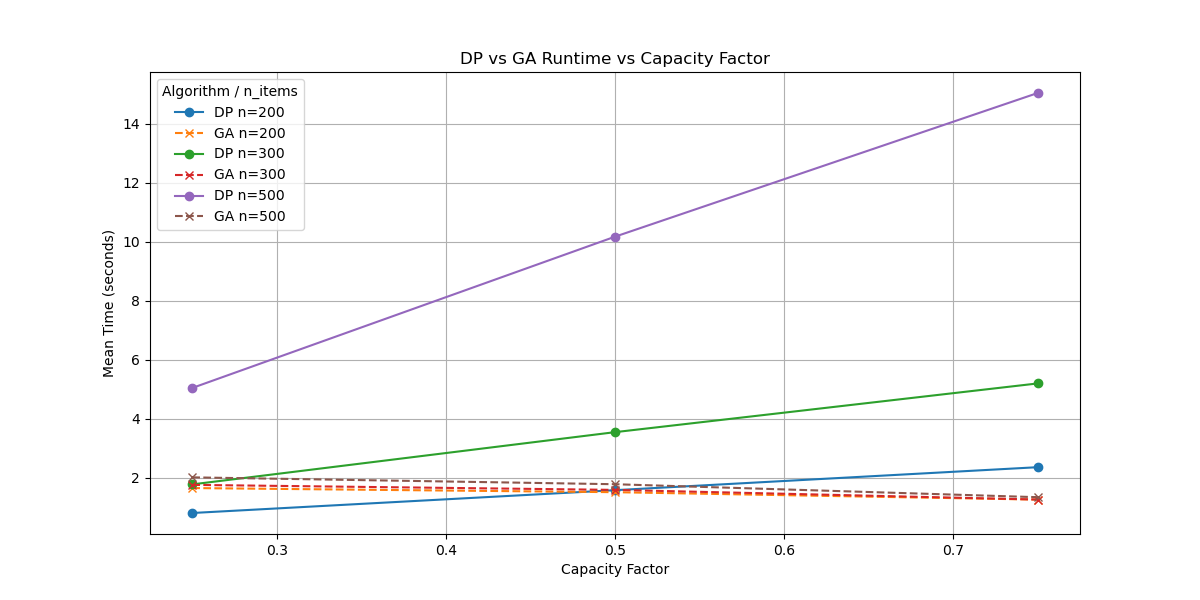 DP vs GA Runtime vs Capacity Factor
Algorithm / n_items
DP n=200
GA n=200
DP n=300
GA n=300
DP n=500
GA n=500
Mean Time (seconds)
14
12
10
8
6
4
2
0.3 0.4 0.5 0.6 0.7
Capacity Factor